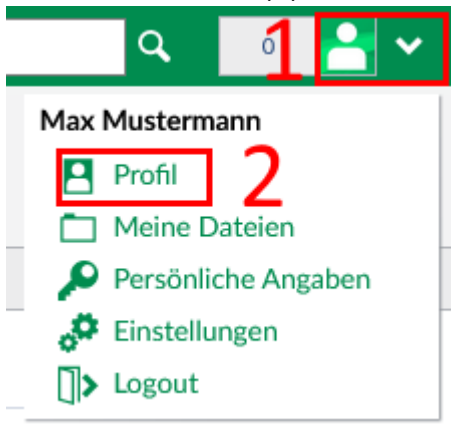 0 1
Max Mustermann
Profil 2
Meine Dateien
Persönliche Angaben
Einstellungen
Logout